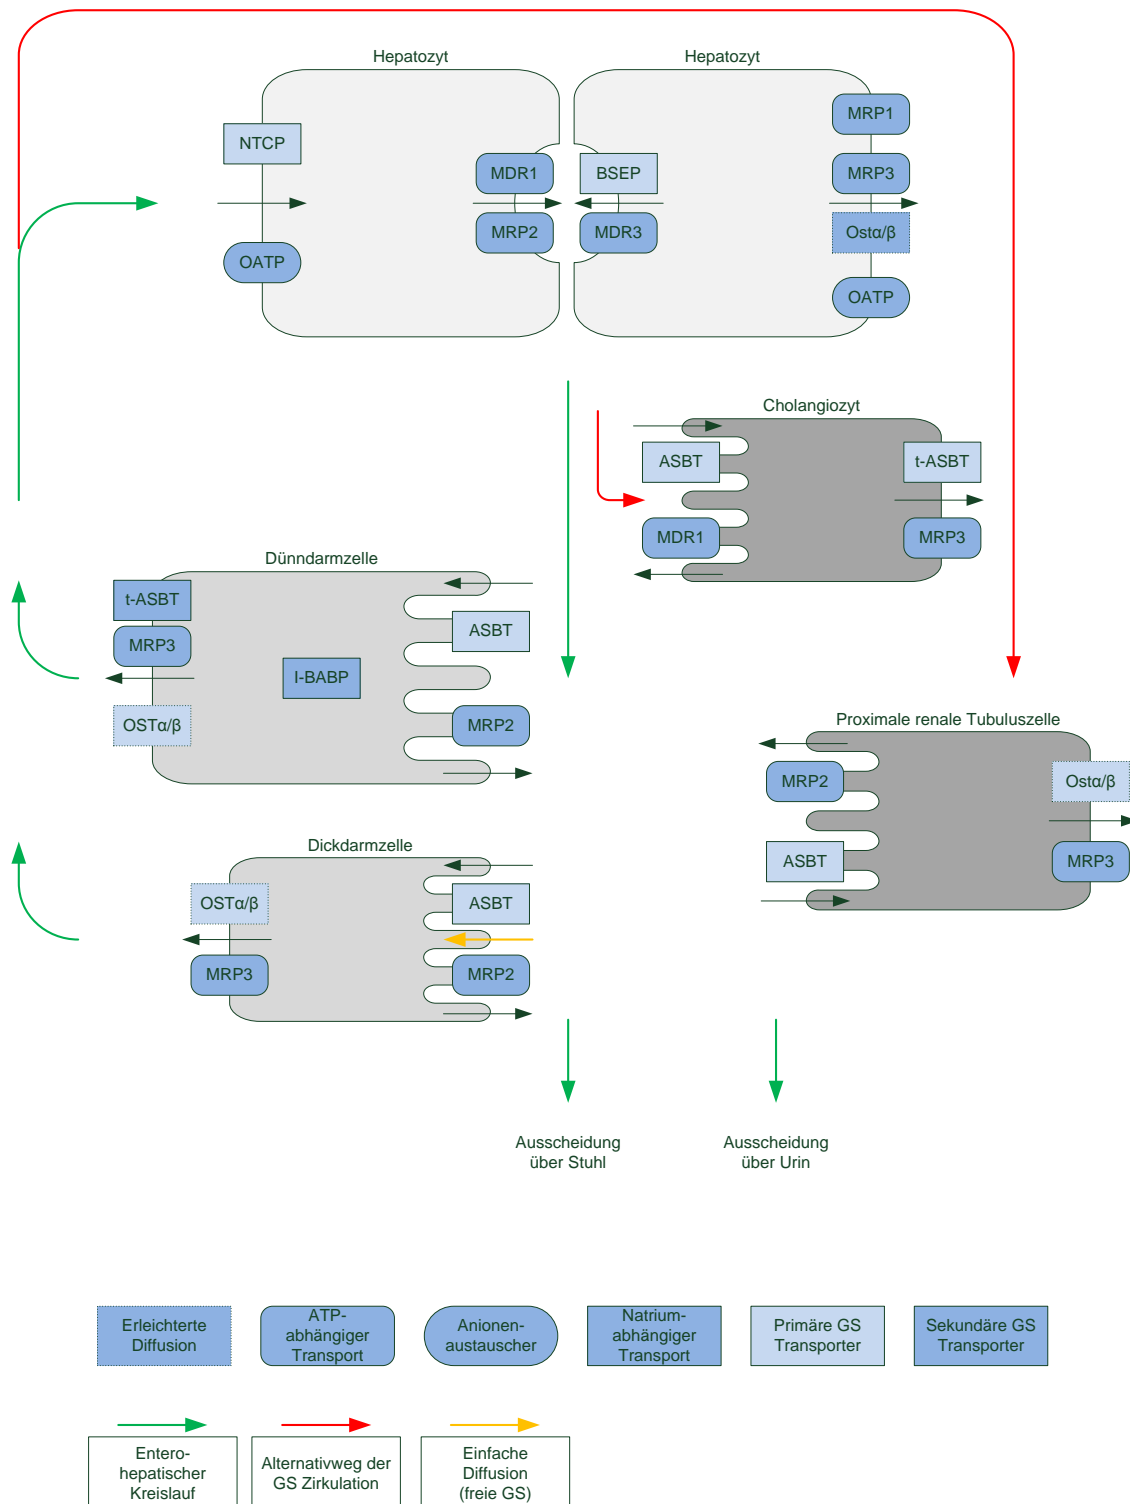 Hepatozyt
Hepatozyt
NTCP
OATP
MDR1
MRP2
BSEP
MDR3
MRP1
MRP3
Ostα/β
OATP
Cholangiozyt
ASBT
MDR1
t-ASBT
MRP3
Dünndarmzelle
t-ASBT
MRP3
OSTα/β
I-BABP
ASBT
MRP2
Proximale renale Tubuluszelle
MRP2
ASBT
Ostα/β
MRP3
Dickdarmzelle
OSTα/β
MRP3
ASBT
MRP2
Ausscheidung
über Stuhl
Ausscheidung
über Urin
Erleichterte
Diffusion
ATP-
abhängiger
Transport
Anionen-
austauscher
Natrium-
abhängiger
Transport
Primäre GS
Transporter
Sekundäre GS
Transporter
Entero-
hepatischer
Kreislauf
Alternativweg der
GS Zirkulation
Einfache
Diffusion
(freie GS)